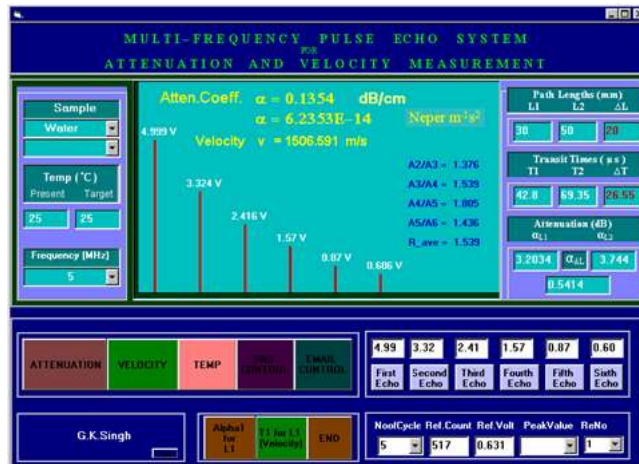 MULTI-FREQUENCY PULSE ECHO SYSTEM
FOR
ATTENUATION AND VELOCITY MEASUREMENT
Sample
Water
Temp (°C)
Present Target
25 25
Frequency [MHz]
5
Atten.Coeff. α = 0.1354 dB/cm
α = 6.2353E-14 Neper m⁻¹s²
Velocity v = 1506.591 m/s
4.999 V
3.324 V
2.416 V
1.57 V
0.87 V
0.606 V
A2/A3 = 1.376
A3/A4 = 1.539
A4/A5 = 1.805
A5/A6 = 1.436
R_ave = 1.539
Path Lengths (mm)
L1 L2 ΔL
30 50 20
Transit Times (μs)
T1 T2 ΔT
42.8 69.35 26.55
Attenuation (dB)
αL1 αL2
3.2034 αΔL 3.744
0.5414
ATTENUATION VELOCITY TEMP CONTROL EMAIL CONTROL
4.99 3.32 2.41 1.57 0.87 0.60
First Echo Second Echo Third Echo Fourth Echo Fifth Echo Sixth Echo
G.K.Singh
Alpha1 for L1 T1 for L1 (Velocity) END
NoofCycle Ref.Count Ref.Volt PeakValue ReNo
5 517 0.631 1